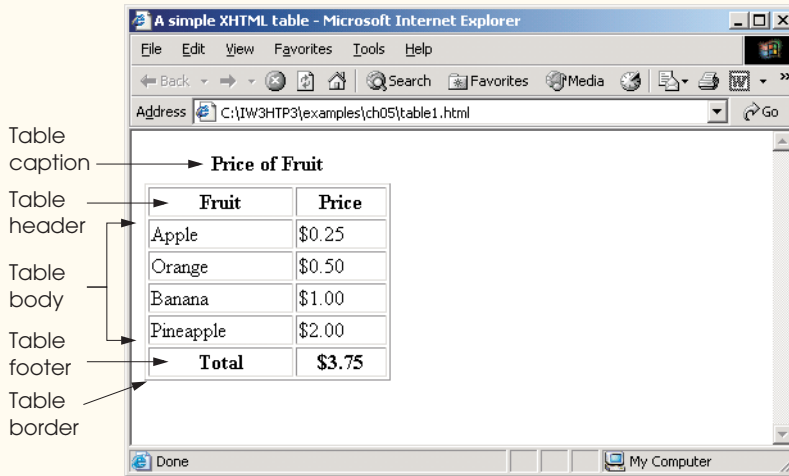 A simple XHTML table - Microsoft Internet Explorer
File Edit View Favorites Tools Help
Back Search Favorites Media »
Address C:\IW3HTP3\examples\ch05\table1.html Go
Table
caption
Price of Fruit
Table
header
Fruit Price
Apple $0.25
Orange $0.50
Table
body
Banana $1.00
Pineapple $2.00
Table
footer
Total $3.75
Table
border
Done My Computer